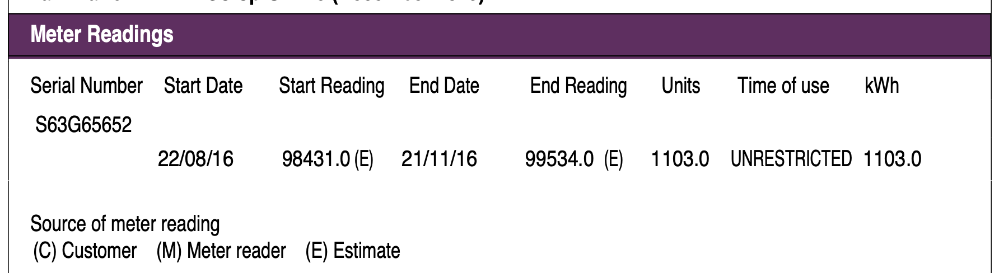 Meter Readings
Serial Number Start Date Start Reading End Date End Reading Units Time of use kWh
S63G65652
22/08/16 98431.0 (E) 21/11/16 99534.0 (E) 1103.0 UNRESTRICTED 1103.0
Source of meter reading
(C) Customer (M) Meter reader (E) Estimate